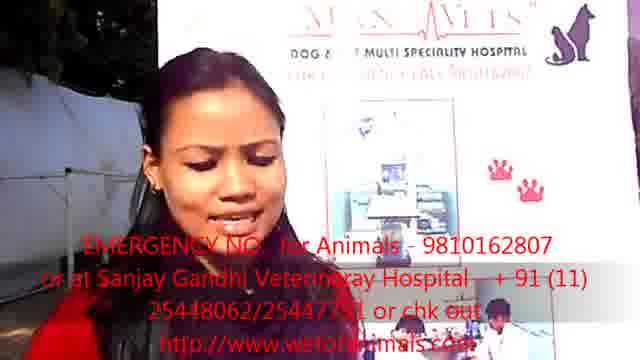 DOG & CAT MULTI SPECIALITY HOSPITAL
EMERGENCY NO. for Animals - 9810162807
or at Sanjay Gandhi Veterineray Hospital - + 91 (11)
25448062/25447751 or chk out
http://www.weforanimals.com